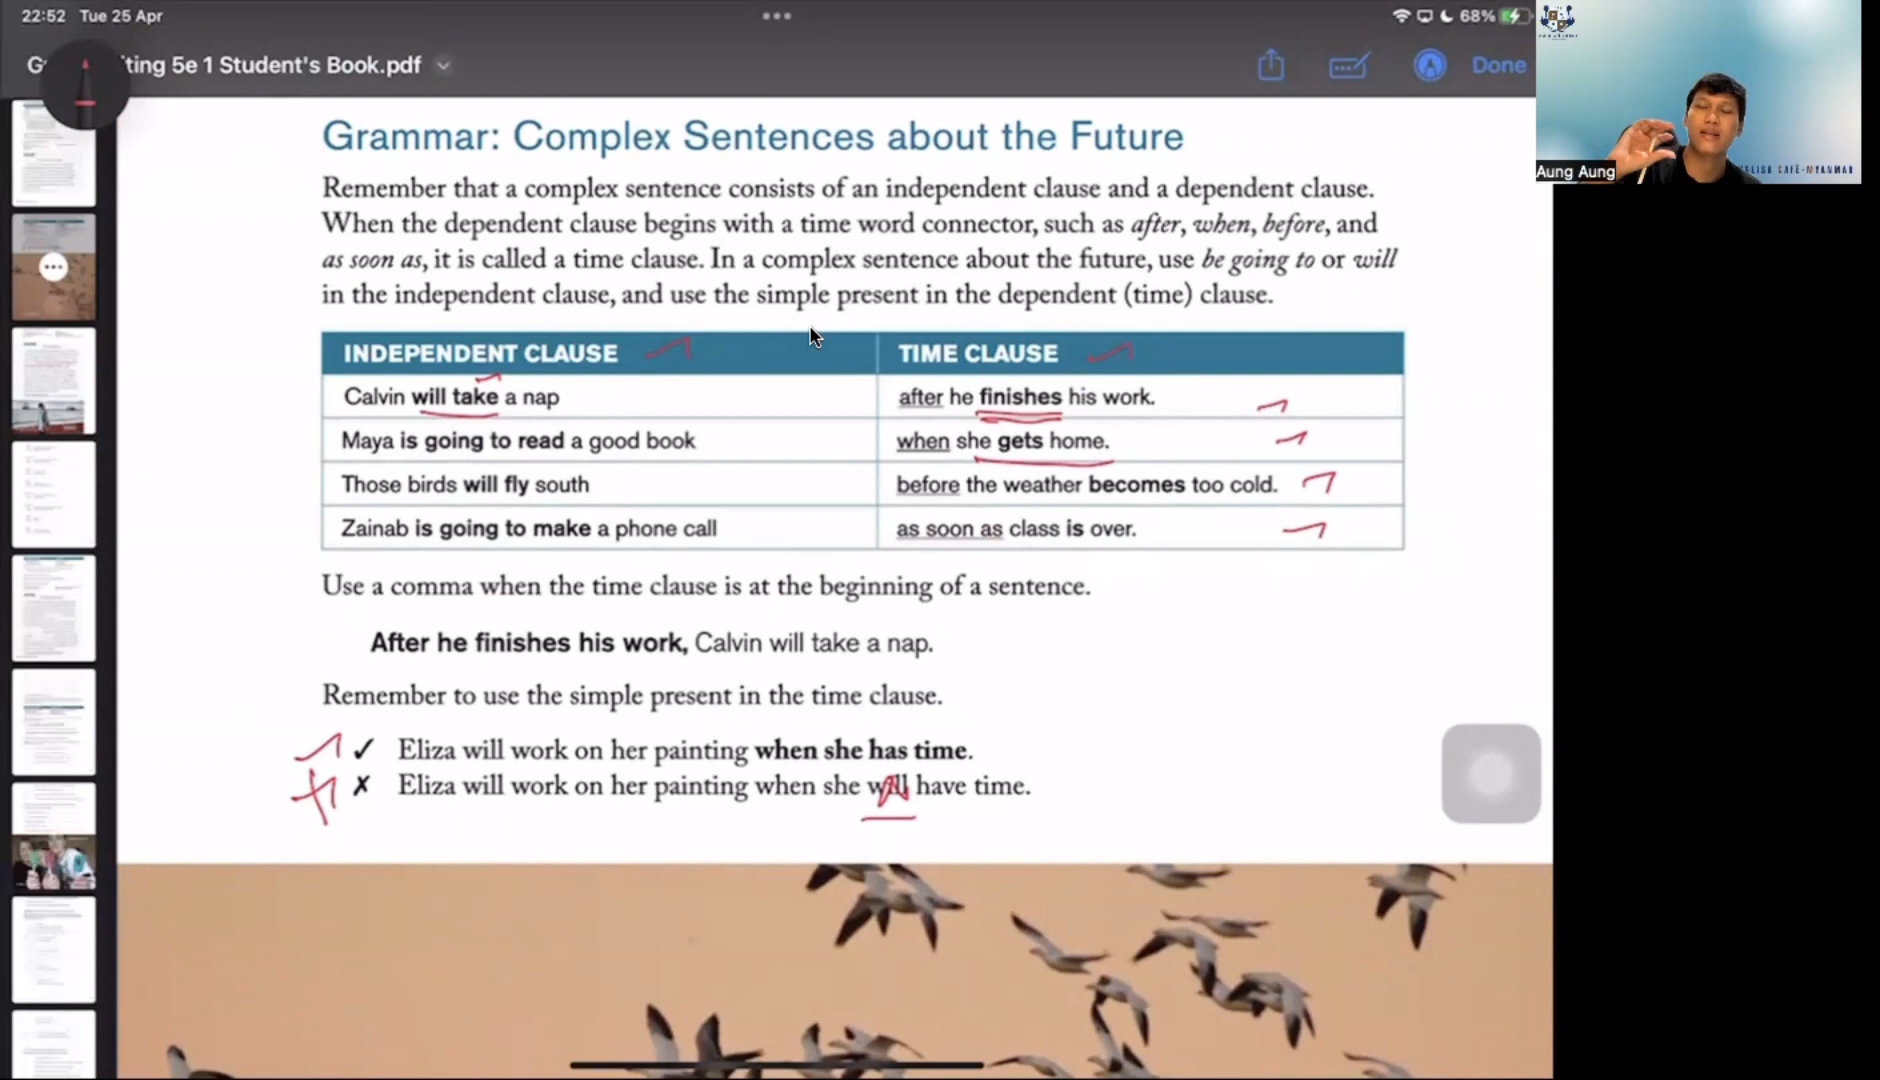 22:52 Tue 25 Apr
68%
G ting 5e 1 Student's Book.pdf
Done
Aung Aung
Grammar: Complex Sentences about the Future
Remember that a complex sentence consists of an independent clause and a dependent clause.
When the dependent clause begins with a time word connector, such as after, when, before, and
as soon as, it is called a time clause. In a complex sentence about the future, use be going to or will
in the independent clause, and use the simple present in the dependent (time) clause.
INDEPENDENT CLAUSE TIME CLAUSE
Calvin will take a nap after he finishes his work.
Maya is going to read a good book when she gets home.
Those birds will fly south before the weather becomes too cold.
Zainab is going to make a phone call as soon as class is over.
Use a comma when the time clause is at the beginning of a sentence.
After he finishes his work, Calvin will take a nap.
Remember to use the simple present in the time clause.
✓ Eliza will work on her painting when she has time.
✗ Eliza will work on her painting when she will have time.